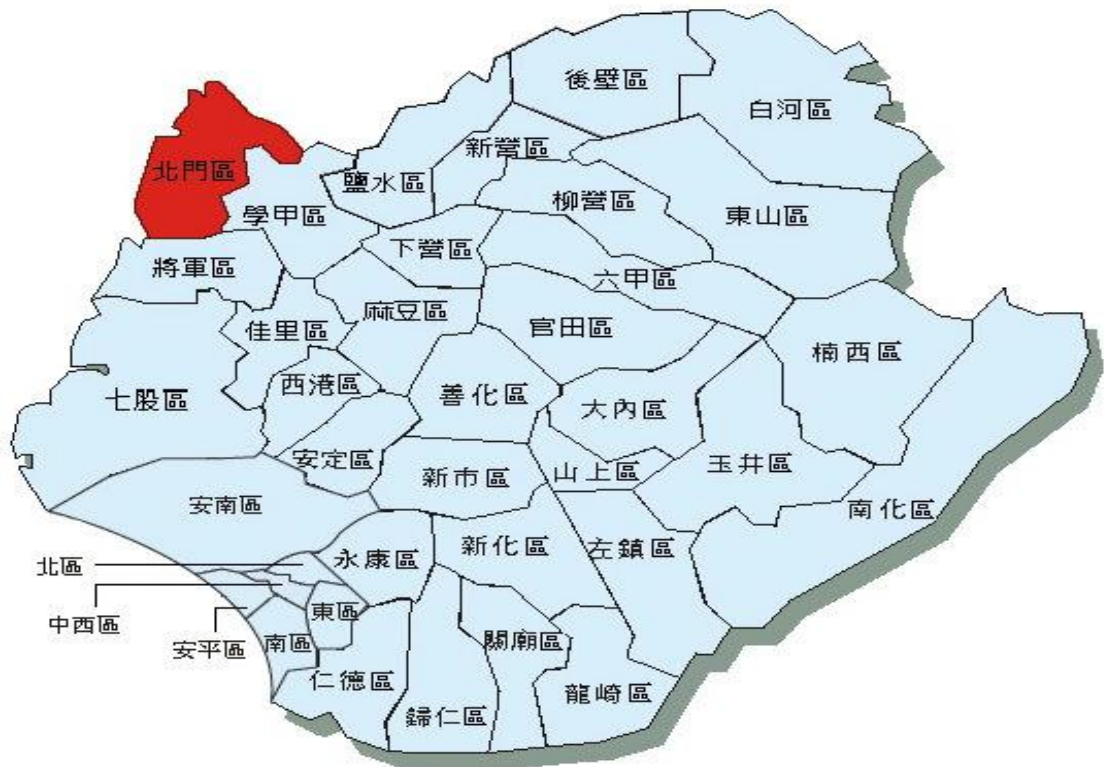 後壁區
白河區
新營區
北門區
鹽水區
柳營區
學甲區
東山區
下營區
將軍區
六甲區
麻豆區
佳里區
官田區
楠西區
西港區
善化區
七股區
大內區
安定區
玉井區
新市區
山上區
安南區
南化區
永康區
新化區
左鎮區
北區
東區
中西區
南區
關廟區
安平區
仁德區
龍崎區
歸仁區